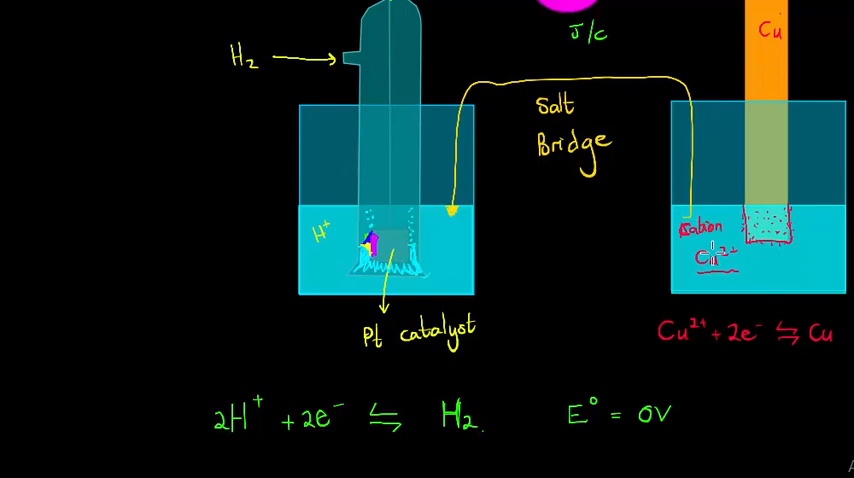 Cu
J/C
H₂
Salt
Bridge
H⁺
Cation
Cu²⁺
Pt catalyst
Cu²⁺ + 2e⁻ ⇌ Cu
2H⁺ + 2e⁻ ⇌ H₂.
E° = 0V